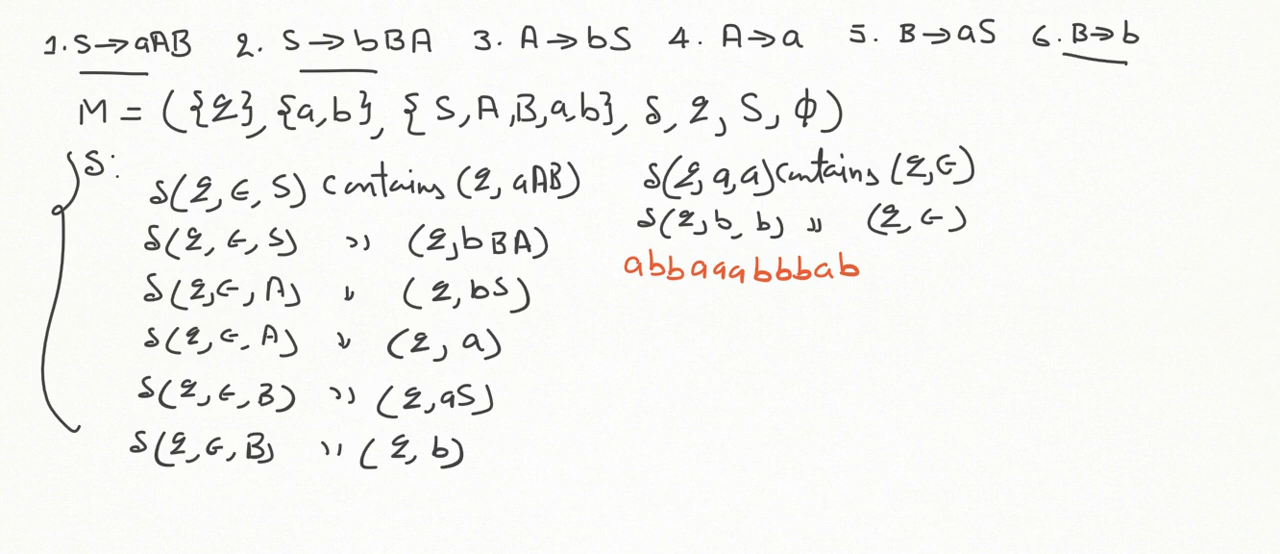 1. S→aAB 2. S→bBA 3. A→bS 4. A→a 5. B→aS 6. B→b
M = ({q}, {a,b}, {S,A,B,a,b}, δ, q, S, ϕ)
δ:
δ(q, ϵ, S) contains (q, aAB) δ(q,a,a) contains (q,ϵ)
δ(q, ϵ, S) " (q, bBA) δ(q,b,b) " (q, ϵ)
abbaaabbbab
δ(q,ϵ,A) " (q, bS)
δ(q,ϵ,A) " (q, a)
δ(q,ϵ,B) " (q,aS)
δ(q,ϵ,B) " (q, b)